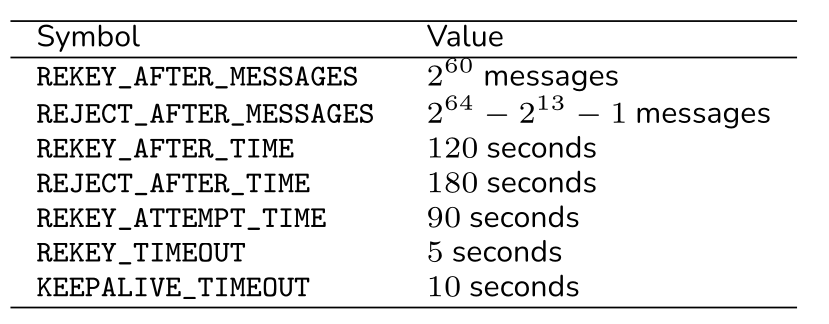 Symbol Value
REKEY_AFTER_MESSAGES 2^60 messages
REJECT_AFTER_MESSAGES 2^64 − 2^13 − 1 messages
REKEY_AFTER_TIME 120 seconds
REJECT_AFTER_TIME 180 seconds
REKEY_ATTEMPT_TIME 90 seconds
REKEY_TIMEOUT 5 seconds
KEEPALIVE_TIMEOUT 10 seconds